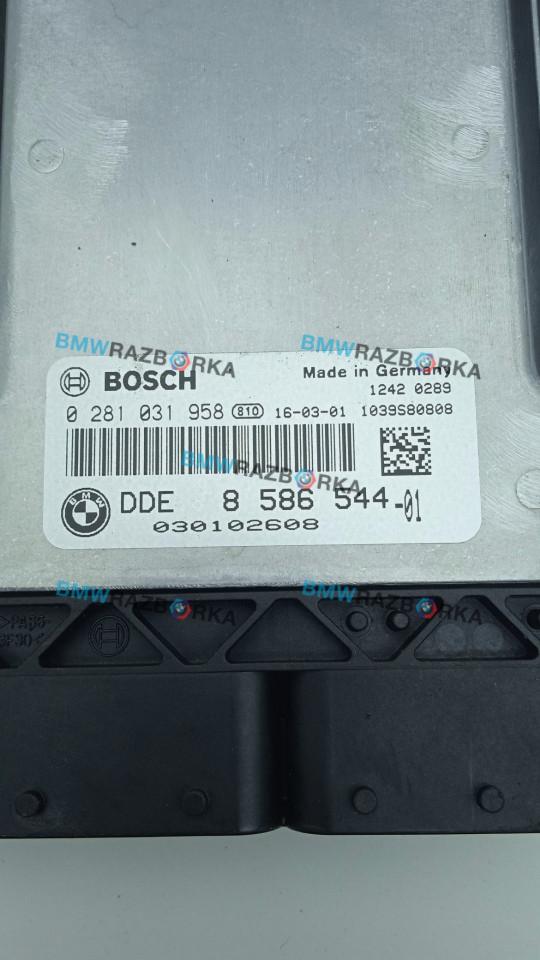 BMWRAZBORKA
BMWRAZBORKA
BOSCH
Made in Germany
1242 0289
0 281 031 958 810 16-03-01 1039S80808
BMWRAZBORKA
BMW
DDE 8 586 544-01
030102608
BMWRAZBORKA
BMWRAZBORKA